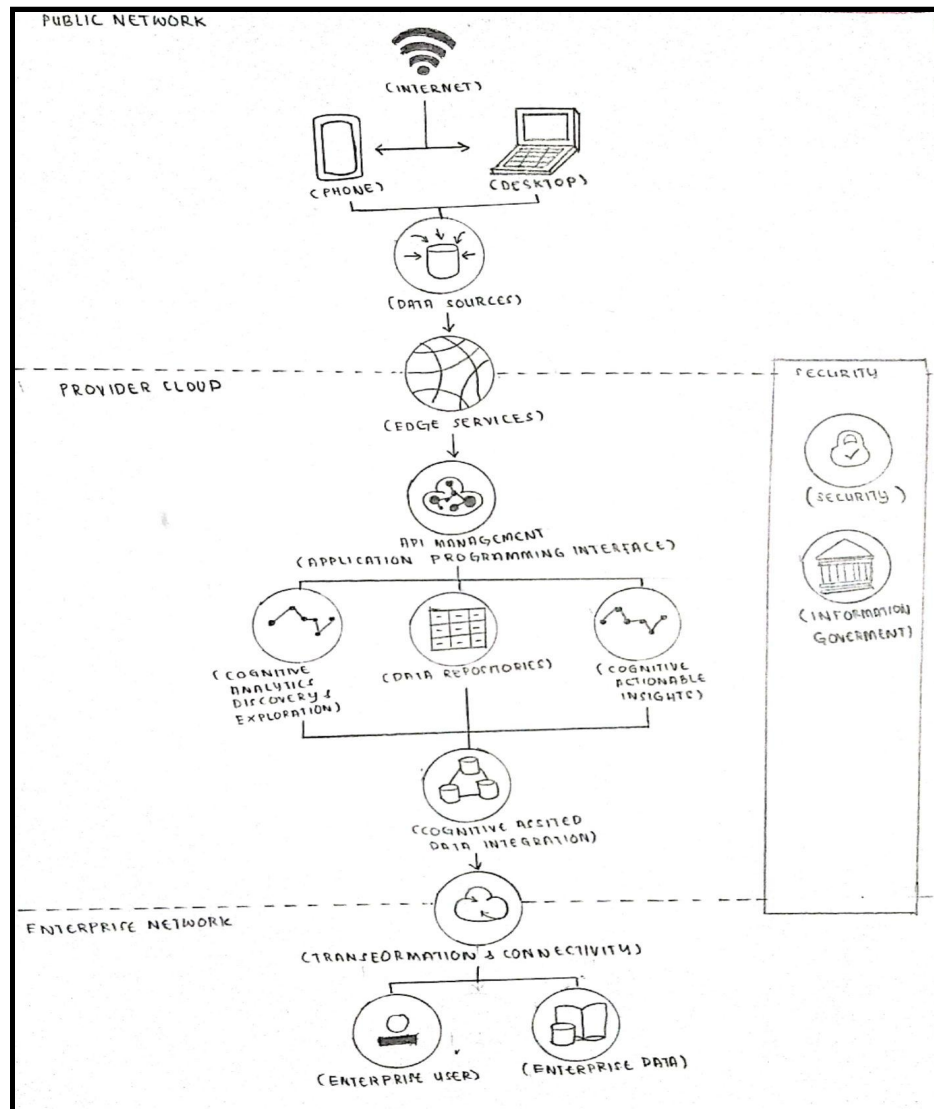 PUBLIC NETWORK
(INTERNET)
(PHONE)
(DESKTOP)
(DATA SOURCES)
PROVIDER CLOUD
(EDGE SERVICES)
API MANAGEMENT
(APPLICATION PROGRAMMING INTERFACE)
(COGNITIVE
ANALYTICS
DISCOVERY &
EXPLORATION)
(DATA REPOSITORIES)
(COGNITIVE
ACTIONABLE
INSIGHTS)
(COGNITIVE ASSITED
DATA INTEGRATION)
SECURITY
(SECURITY)
(INFORMATION
GOVERMENT)
ENTERPRISE NETWORK
(TRANSFORMATION & CONNECTIVITY)
(ENTERPRISE USER)
(ENTERPRISE DATA)